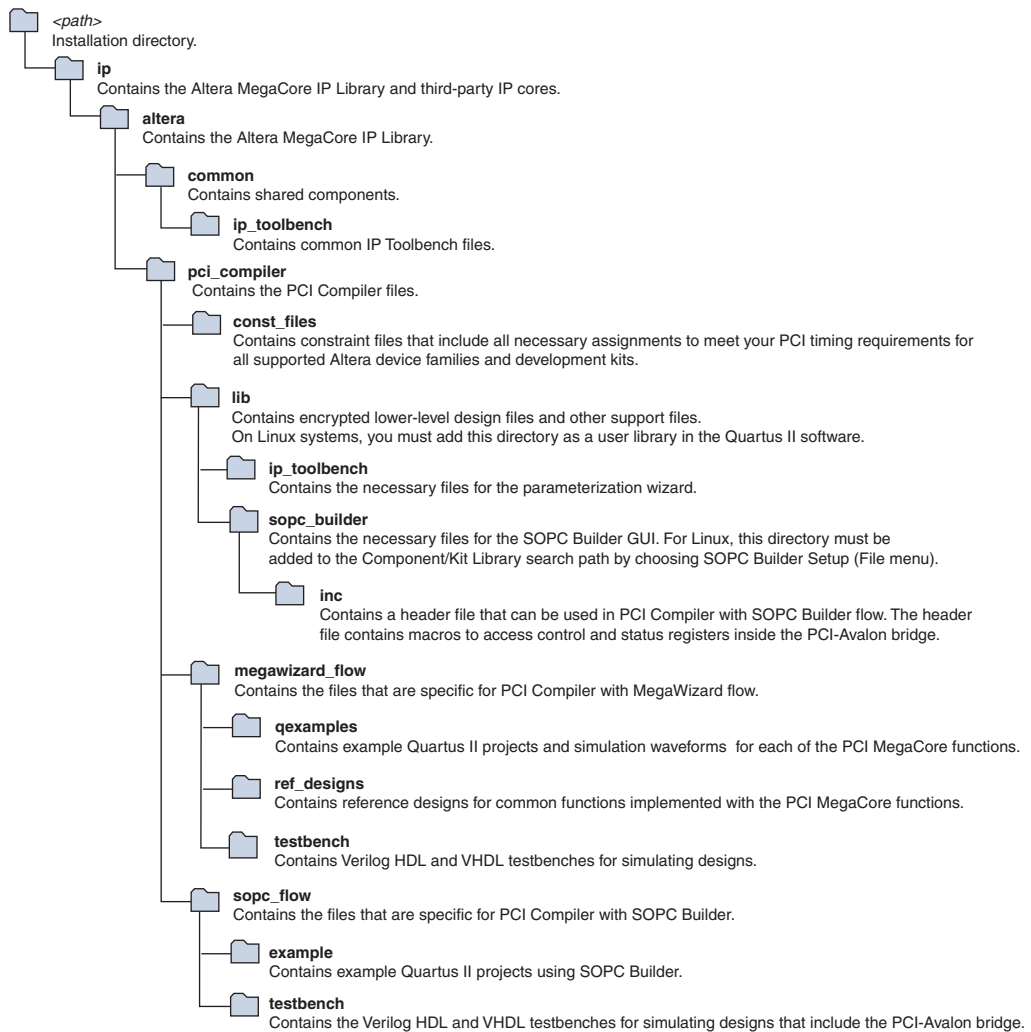 <path>
Installation directory.
ip
Contains the Altera MegaCore IP Library and third-party IP cores.
altera
Contains the Altera MegaCore IP Library.
common
Contains shared components.
ip_toolbench
Contains common IP Toolbench files.
pci_compiler
Contains the PCI Compiler files.
const_files
Contains constraint files that include all necessary assignments to meet your PCI timing requirements for
all supported Altera device families and development kits.
lib
Contains encrypted lower-level design files and other support files.
On Linux systems, you must add this directory as a user library in the Quartus II software.
ip_toolbench
Contains the necessary files for the parameterization wizard.
sopc_builder
Contains the necessary files for the SOPC Builder GUI. For Linux, this directory must be
added to the Component/Kit Library search path by choosing SOPC Builder Setup (File menu).
inc
Contains a header file that can be used in PCI Compiler with SOPC Builder flow. The header
file contains macros to access control and status registers inside the PCI-Avalon bridge.
megawizard_flow
Contains the files that are specific for PCI Compiler with MegaWizard flow.
qexamples
Contains example Quartus II projects and simulation waveforms for each of the PCI MegaCore functions.
ref_designs
Contains reference designs for common functions implemented with the PCI MegaCore functions.
testbench
Contains Verilog HDL and VHDL testbenches for simulating designs.
sopc_flow
Contains the files that are specific for PCI Compiler with SOPC Builder.
example
Contains example Quartus II projects using SOPC Builder.
testbench
Contains the Verilog HDL and VHDL testbenches for simulating designs that include the PCI-Avalon bridge.